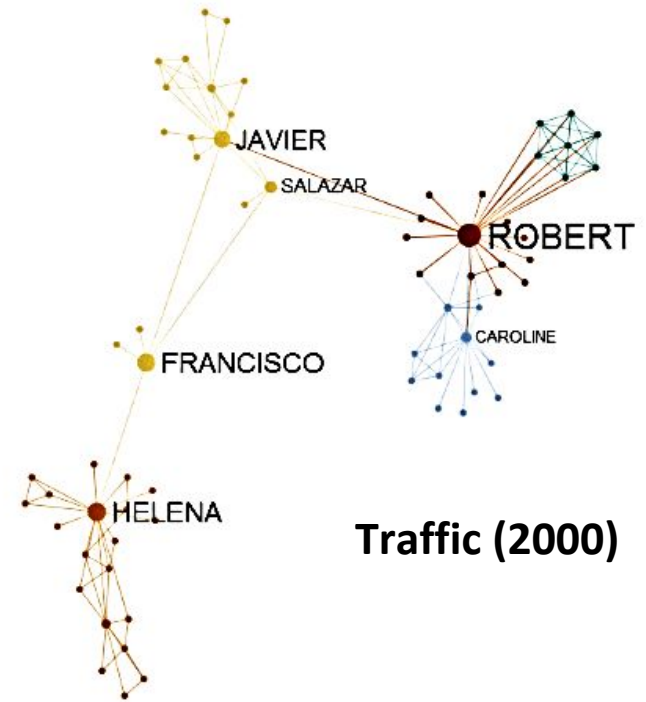 JAVIER
SALAZAR
ROBERT
CAROLINE
FRANCISCO
HELENA
Traffic (2000)